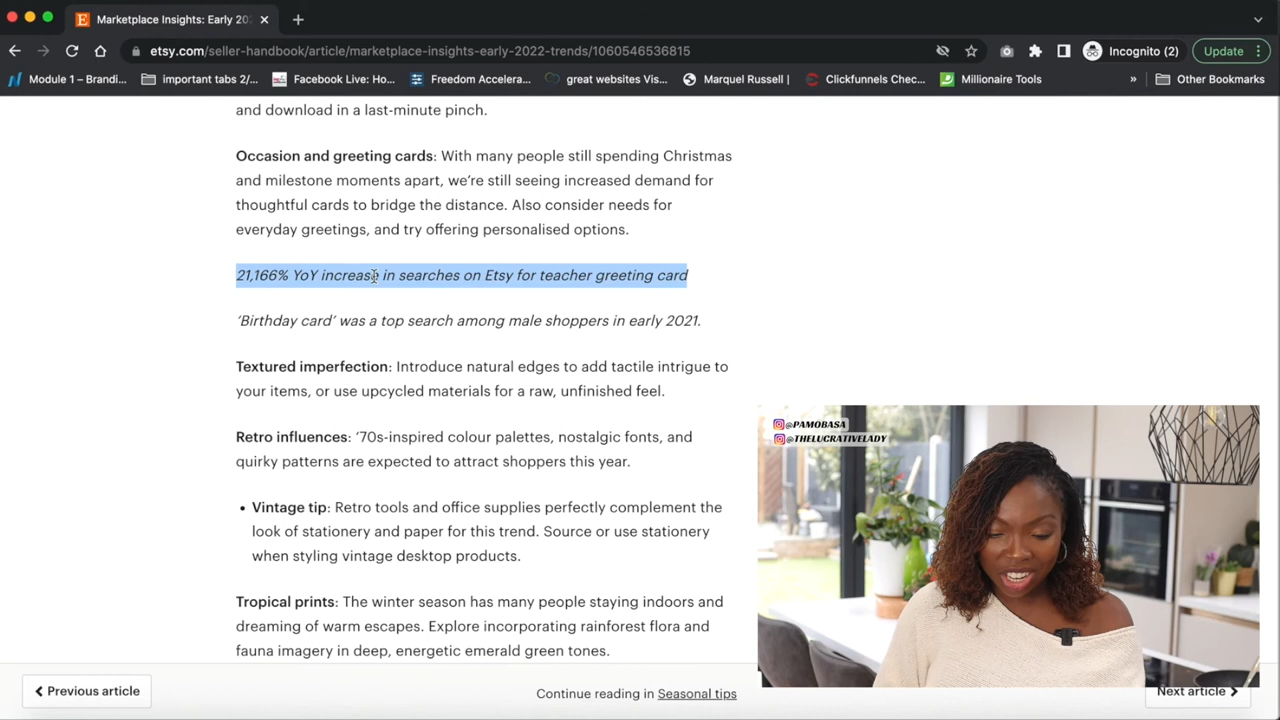 Marketplace Insights: Early 202
etsy.com/seller-handbook/article/marketplace-insights-early-2022-trends/1060546536815
Incognito (2)
Update
Module 1 – Brandi...
important tabs 2/...
Facebook Live: Ho...
Freedom Accelera...
great websites Vis...
Marquel Russell |
Clickfunnels Chec...
Millionaire Tools
»
Other Bookmarks
and download in a last-minute pinch.
Occasion and greeting cards: With many people still spending Christmas
and milestone moments apart, we’re still seeing increased demand for
thoughtful cards to bridge the distance. Also consider needs for
everyday greetings, and try offering personalised options.
21,166% YoY increase in searches on Etsy for teacher greeting card
‘Birthday card’ was a top search among male shoppers in early 2021.
Textured imperfection: Introduce natural edges to add tactile intrigue to
your items, or use upcycled materials for a raw, unfinished feel.
Retro influences: ’70s-inspired colour palettes, nostalgic fonts, and
quirky patterns are expected to attract shoppers this year.
• Vintage tip: Retro tools and office supplies perfectly complement the
look of stationery and paper for this trend. Source or use stationery
when styling vintage desktop products.
Tropical prints: The winter season has many people staying indoors and
dreaming of warm escapes. Explore incorporating rainforest flora and
fauna imagery in deep, energetic emerald green tones.
@PAMOBASA
@THELUCRATIVELADY
Previous article
Continue reading in Seasonal tips
Next article